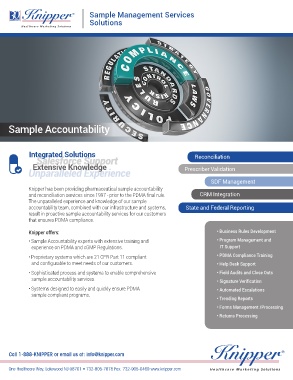 Knipper®
Healthcare Marketing Solutions
Sample Management Services
Solutions
REGULATIONS
COMPLIANCE
STANDARDS
LAWS
POLICIES
SECURITY
Sample Accountability
Integrated Solutions
Salesforce Support
Extensive Knowledge
Unparalleled Experience
Knipper has been providing pharmaceutical sample accountability
and reconciliation services since 1997 - prior to the PDMA final rule.
The unparalleled experience and knowledge of our sample
accountability team, combined with our infrastructure and systems,
result in proactive sample accountability services for our customers
that ensures PDMA compliance.
Knipper offers:
• Sample Accountability experts with extensive training and
experience on PDMA and cGMP Regulations
• Proprietary systems which are 21 CFR Part 11 compliant
and configurable to meet needs of our customers
• Sophisticated process and systems to enable comprehensive
sample accountability services
• Systems designed to easily and quickly ensure PDMA
sample compliant programs.
Reconciliation
Prescriber Validation
SDF Management
CRM Integration
State and Federal Reporting
• Business Rules Development
• Program Management and
IT Support
• PDMA Compliance Training
• Help Desk Support
• Field Audits and Close Outs
• Signature Verification
• Automated Escalations
• Trending Reports
• Forms Management /Processing
• Returns Processing
Call 1-888-KNIPPER or email us at : info@knipper.com
One Healthcare Way, Lakewood NJ 08701 • 732-905-7878 Fax. 732-905-0469 www.knipper.com
Knipper®
Healthcare Marketing Solutions